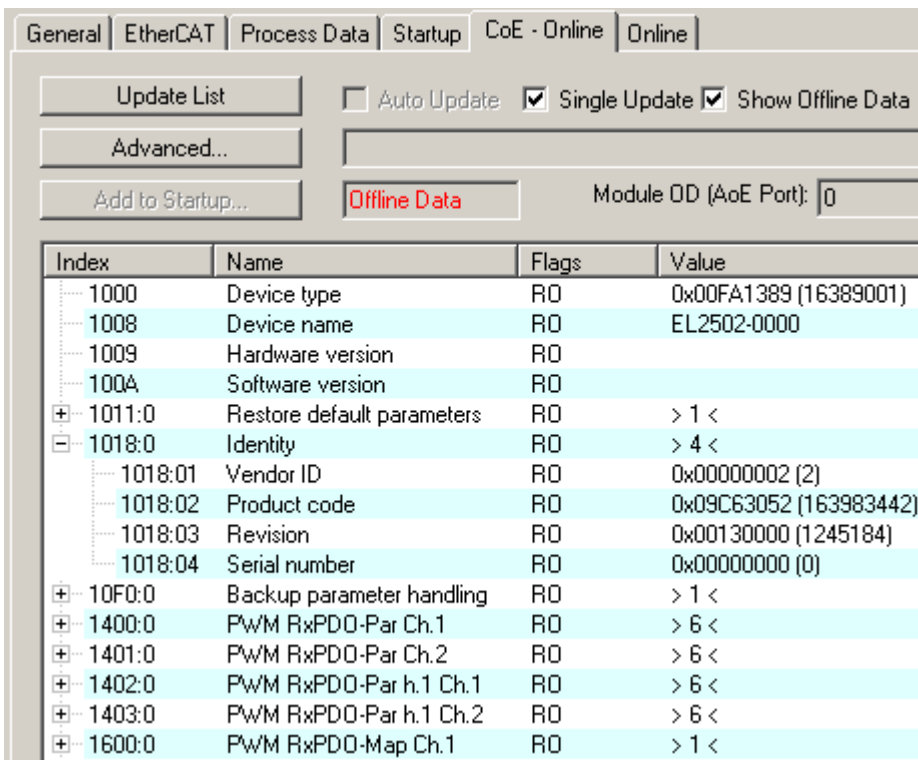 General EtherCAT Process Data Startup CoE - Online Online
Update List Auto Update Single Update Show Offline Data
Advanced...
Add to Startup... Offline Data Module OD (AoE Port): 0
Index Name Flags Value
1000 Device type RO 0x00FA1389 (16389001)
1008 Device name RO EL2502-0000
1009 Hardware version RO
100A Software version RO
1011:0 Restore default parameters RO > 1 <
1018:0 Identity RO > 4 <
1018:01 Vendor ID RO 0x00000002 (2)
1018:02 Product code RO 0x09C63052 (163983442)
1018:03 Revision RO 0x00130000 (1245184)
1018:04 Serial number RO 0x00000000 (0)
10F0:0 Backup parameter handling RO > 1 <
1400:0 PWM RxPDO-Par Ch.1 RO > 6 <
1401:0 PWM RxPDO-Par Ch.2 RO > 6 <
1402:0 PWM RxPDO-Par h.1 Ch.1 RO > 6 <
1403:0 PWM RxPDO-Par h.1 Ch.2 RO > 6 <
1600:0 PWM RxPDO-Map Ch.1 RO > 1 <